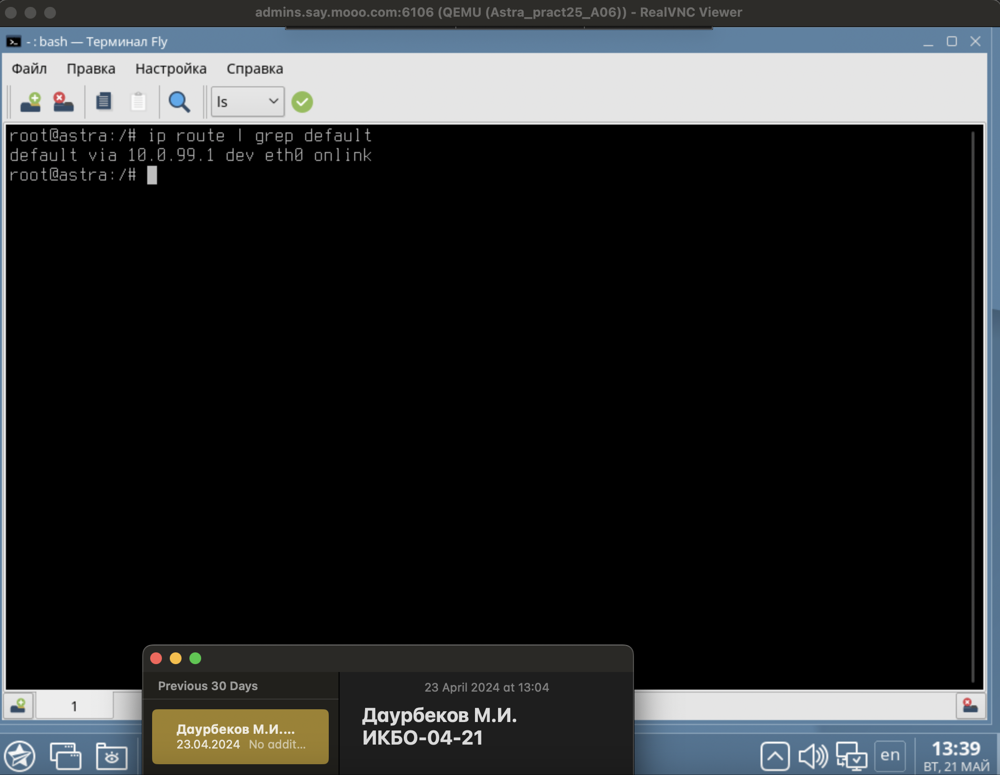 admins.say.mooo.com:6106 (QEMU (Astra_pract25_A06)) - RealVNC Viewer
- : bash — Терминал Fly
Файл Правка Настройка Справка
ls
root@astra:/# ip route | grep default
default via 10.0.99.1 dev eth0 onlink
root@astra:/#
1
Previous 30 Days
Даурбеков М.И....
23.04.2024 No addit...
23 April 2024 at 13:04
Даурбеков М.И.
ИКБО-04-21
en
13:39
ВТ, 21 МАЙ